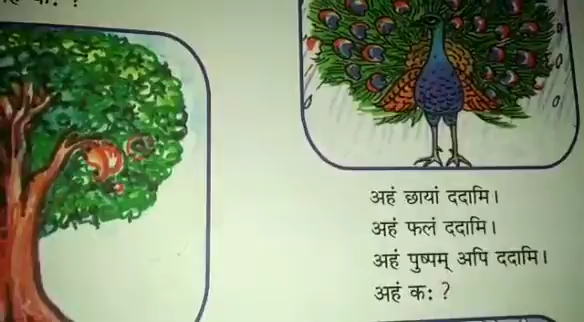 कः ?
अहं छायां ददामि।
अहं फलं ददामि।
अहं पुष्पम् अपि ददामि।
अहं कः ?